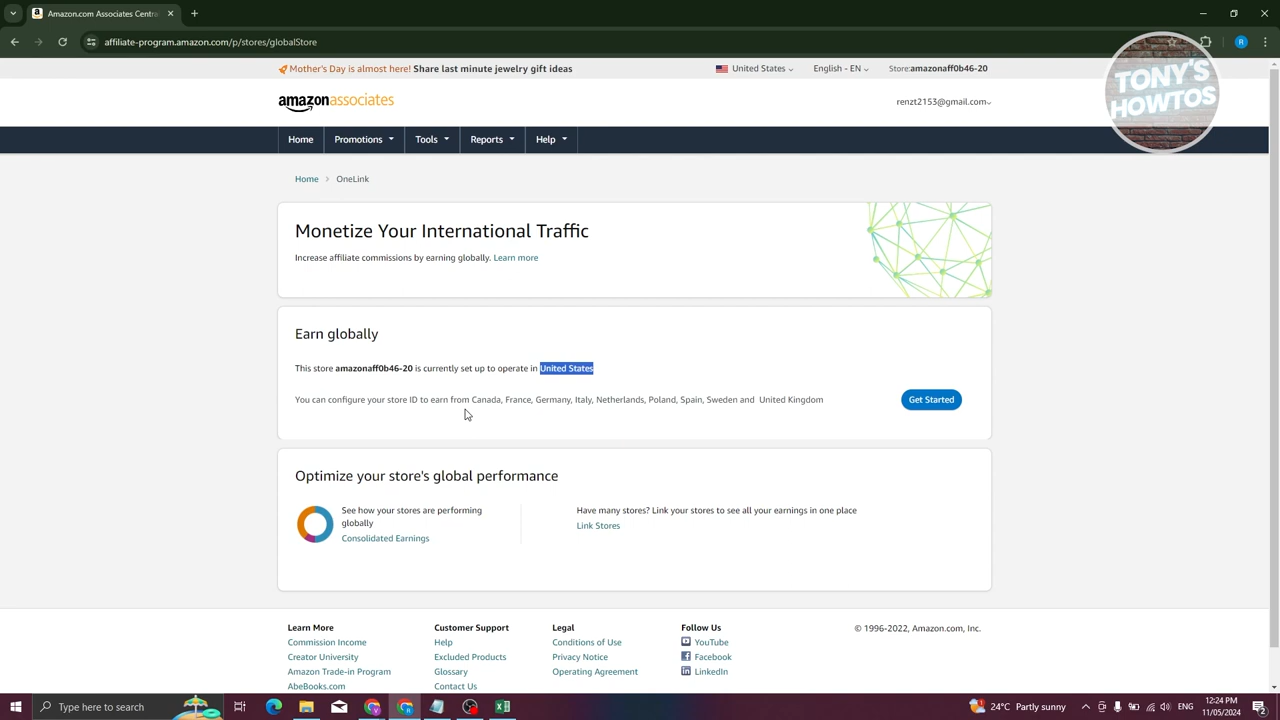 Amazon.com Associates Centr
affiliate-program.amazon.com/p/stores/globalStore
R
TONY'S
HOWTOS
Mother's Day is almost here! Share last minute jewelry gift ideas
United States
English - EN
Store:amazonaff0b46-20
amazonassociates
renzt2153@gmail.com
Home
Promotions
Tools
Reports
Help
Home > OneLink
Monetize Your International Traffic
Increase affiliate commissions by earning globally. Learn more
Earn globally
This store amazonaff0b46-20 is currently set up to operate in United States
You can configure your store ID to earn from Canada, France, Germany, Italy, Netherlands, Poland, Spain, Sweden and United Kingdom
Get Started
Optimize your store's global performance
See how your stores are performing
globally
Consolidated Earnings
Have many stores? Link your stores to see all your earnings in one place
Link Stores
Learn More
Commission Income
Creator University
Amazon Trade-in Program
AbeBooks.com
Customer Support
Help
Excluded Products
Glossary
Contact Us
Legal
Conditions of Use
Privacy Notice
Operating Agreement
Follow Us
YouTube
Facebook
LinkedIn
© 1996-2022, Amazon.com, Inc.
Type here to search
24°C Partly sunny
12:24 PM
11/05/2024
2